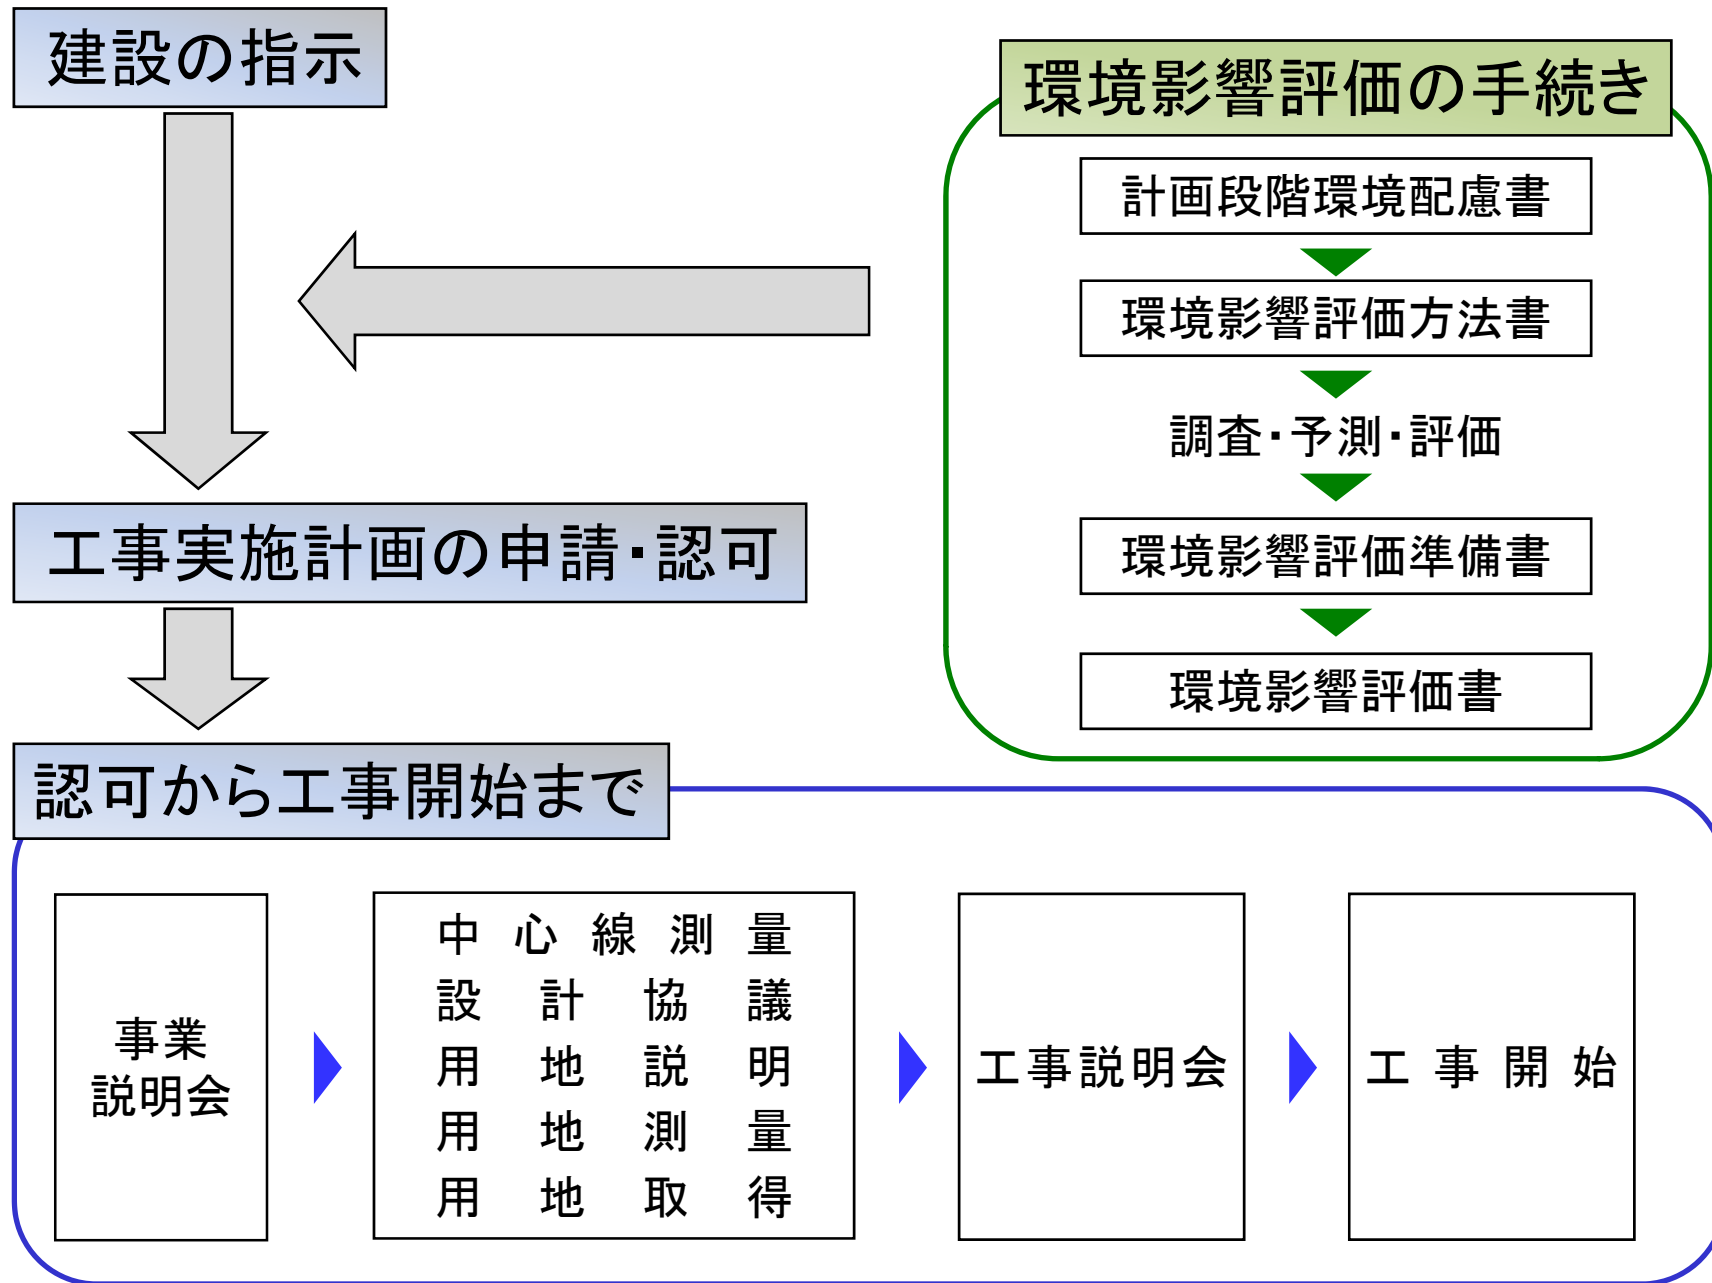 建設の指示
環境影響評価の手続き
計画段階環境配慮書
環境影響評価方法書
調査・予測・評価
環境影響評価準備書
環境影響評価書
工事実施計画の申請・認可
認可から工事開始まで
事業
説明会
中心線測量
設計協議
用地説明
用地測量
用地取得
工事説明会
工事開始